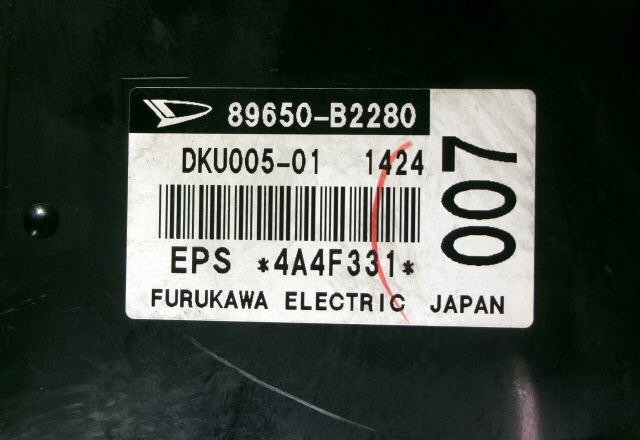 89650-B2280
DKU005-01 1424
007
EPS *4A4F331*
FURUKAWA ELECTRIC JAPAN